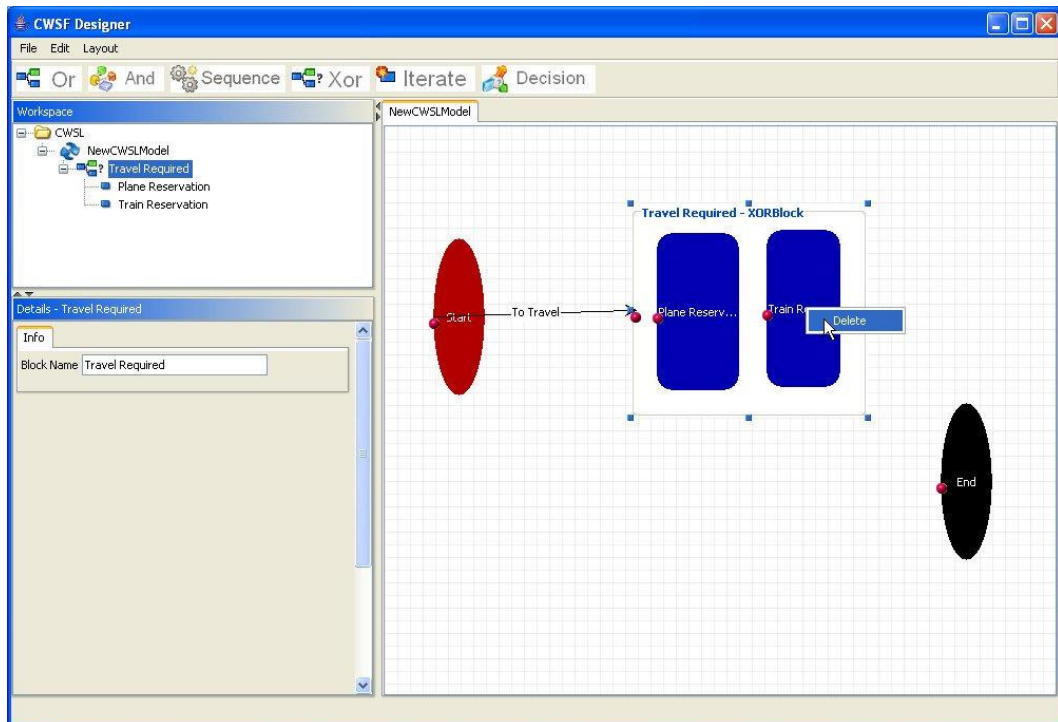 CWSF Designer
File Edit Layout
Or And Sequence ? Xor Iterate Decision
Workspace
CWSL
NewCWSLModel
? Travel Required
Plane Reservation
Train Reservation
Details - Travel Required
Info
Block Name Travel Required
NewCWSLModel
Travel Required - XORBlock
Start
To Travel
Plane Reserv...
Train Re
Delete
End